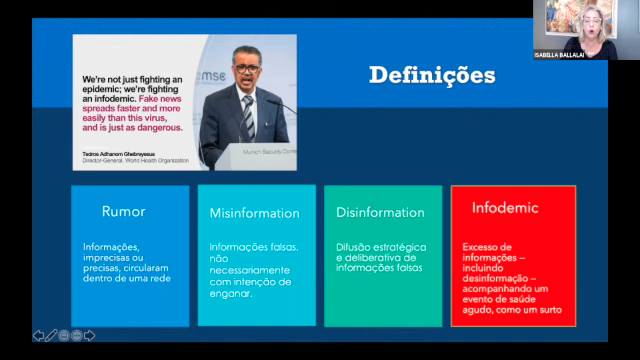 ISABELLA BALLALAI
Definições
We're not just fighting an
epidemic; we're fighting
an infodemic. Fake news
spreads faster and more
easily than this virus,
and is just as dangerous.
Tedros Adhanom Ghebreyesus
Director-General, World Health Organization
msc
Munich Security Conf
Rumor
Informações,
imprecisas ou
precisas, circularam
dentro de uma rede
Misinformation
Informações falsas.
não
necessariamente
com intenção de
enganar.
Disinformation
Difusão estratégica
e deliberativa de
informações falsas
Infodemic
Excesso de
informações –
incluindo
desinformação –
acompanhando um
evento de saúde
agudo, como um surto